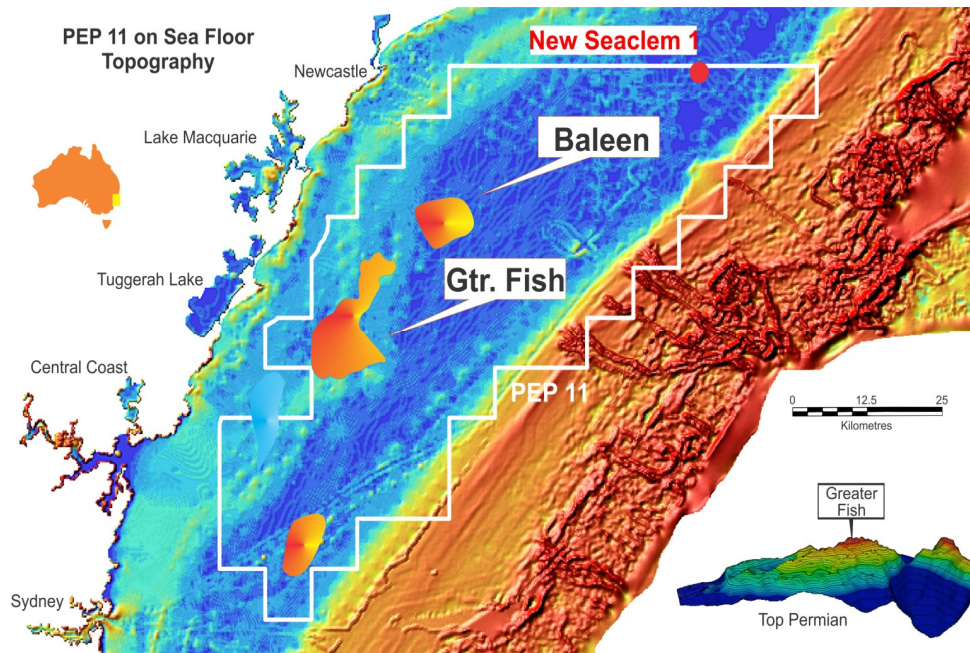 PEP 11 on Sea Floor
Topography
New Seaclem 1
Newcastle
Lake Macquarie
Baleen
Tuggerah Lake
Gtr. Fish
Central Coast
PEP 11
0 12.5 25
Kilometres
Greater
Fish
Sydney
Top Permian